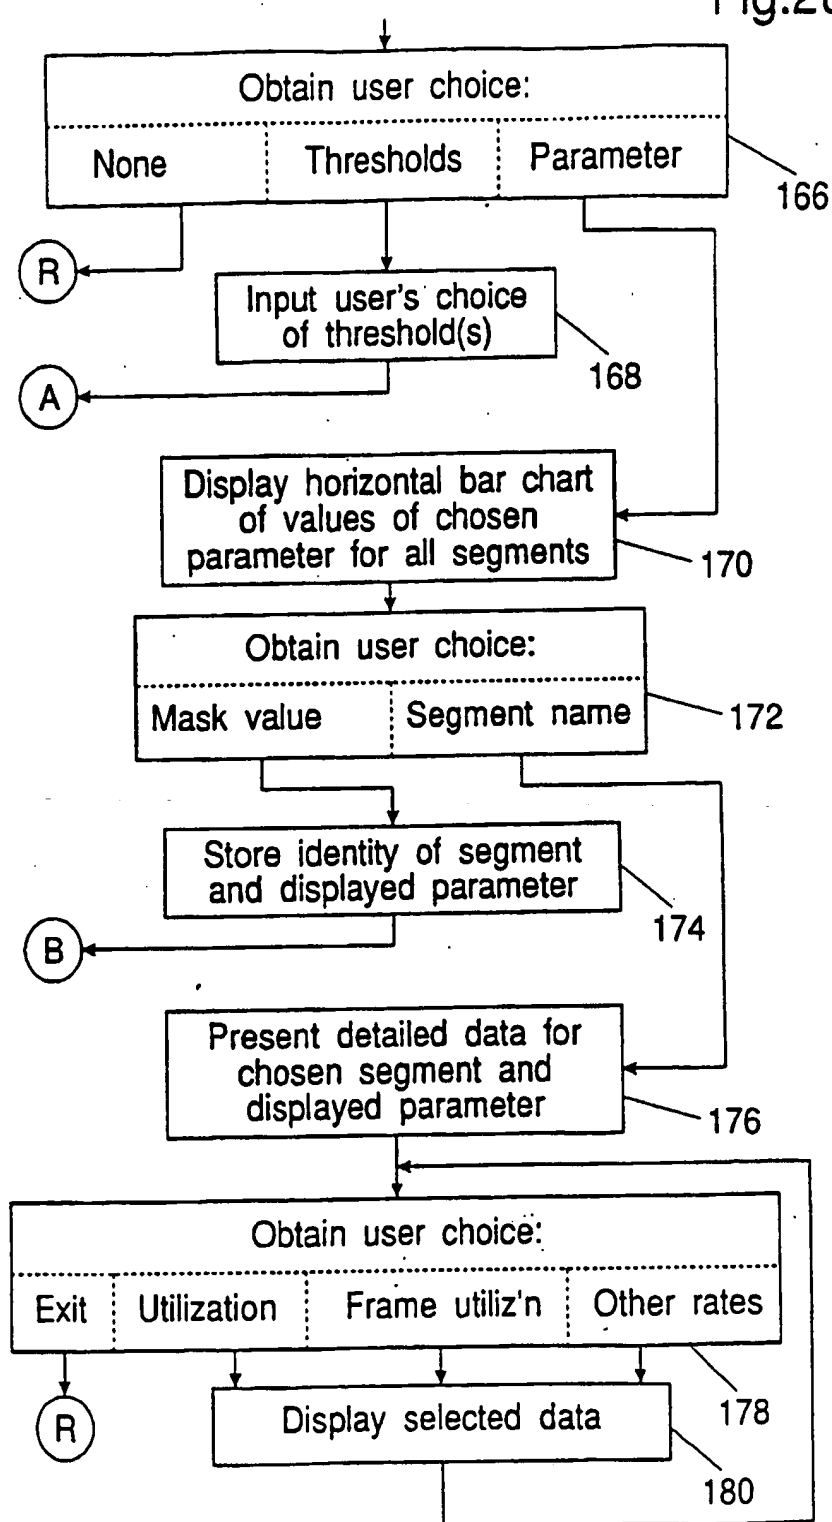 Obtain user choice:
None Thresholds Parameter
166
R
Input user's choice
of threshold(s)
168
A
Display horizontal bar chart
of values of chosen
parameter for all segments
170
Obtain user choice:
Mask value Segment name
172
Store identity of segment
and displayed parameter
174
B
Present detailed data for
chosen segment and
displayed parameter
176
Obtain user choice:
Exit Utilization Frame utiliz'n Other rates
178
R
Display selected data
180